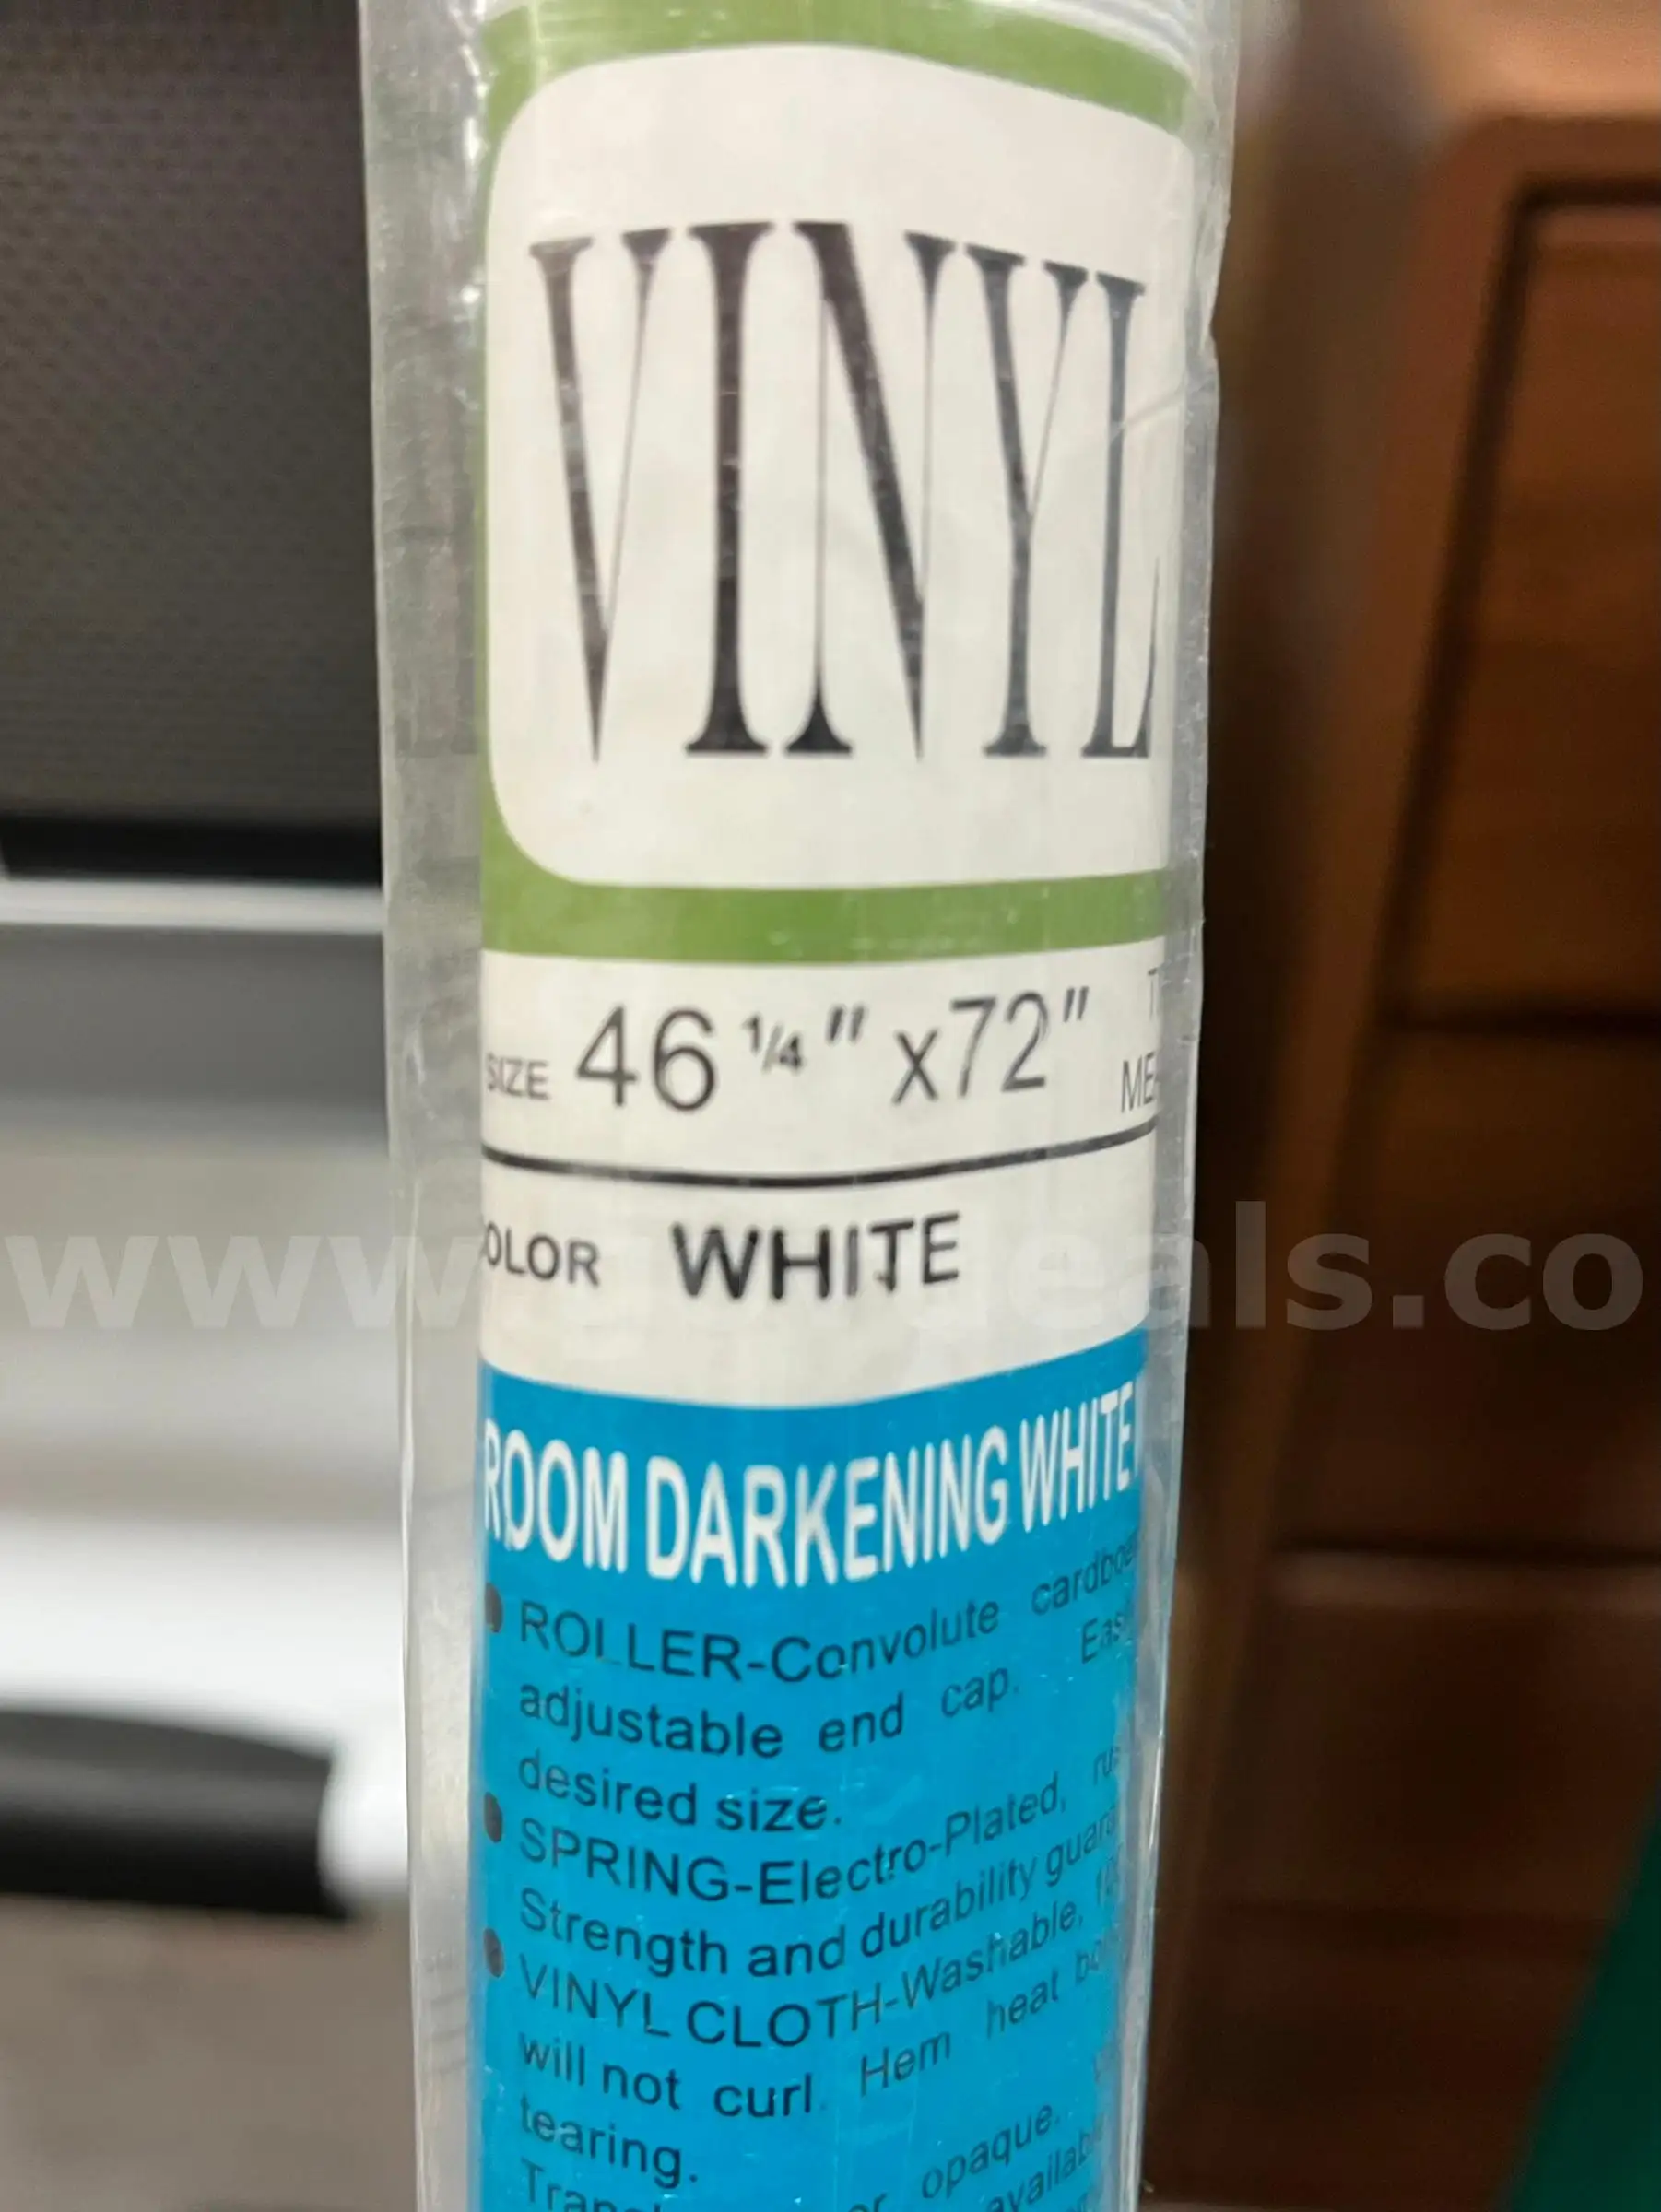 VINYL
SIZE 46 1/4" x72"
COLOR WHITE
ROOM DARKENING WHITE
• ROLLER-Convolute
adjustable end cap.
desired size.
• SPRING-Electro-Plated,
Strength and durability
• VINYL CLOTH-Washable,
will not curl. Hem heat
tearing.
opaque.